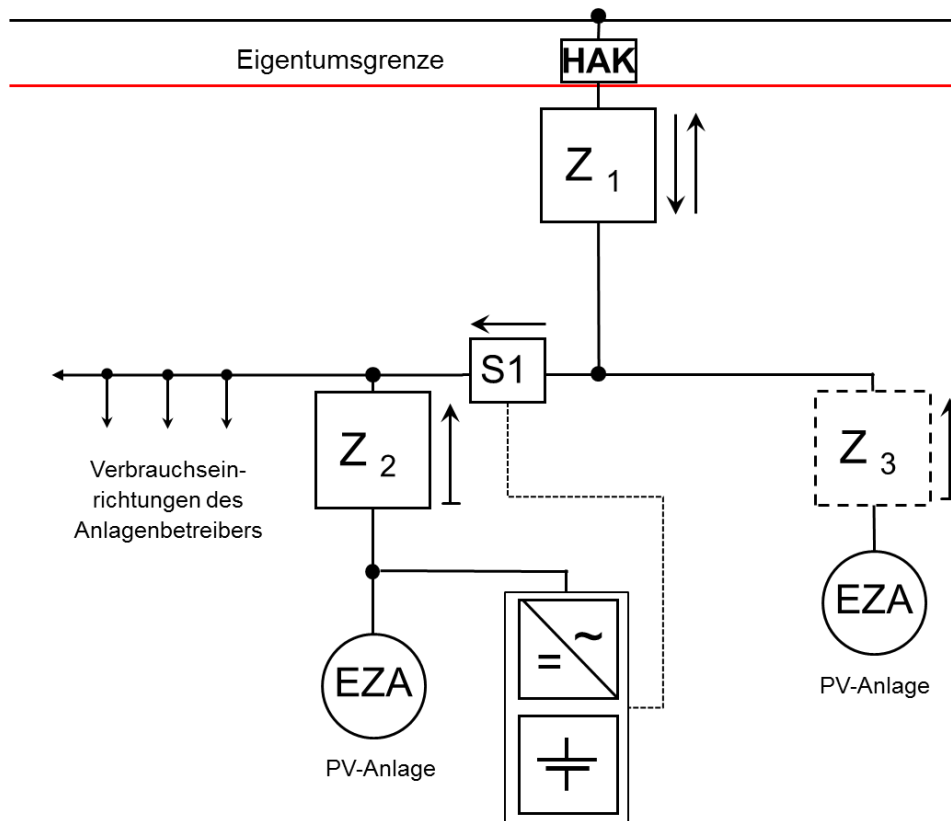 Eigentumsgrenze
HAK
Z 1
S1
Z 2
Z 3
Verbrauchsein-
richtungen des
Anlagenbetreibers
EZA
PV-Anlage
EZA
PV-Anlage
= ~